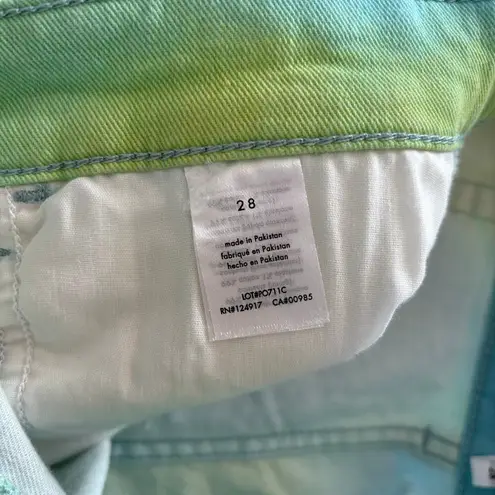 28
made in Pakistan
fabriqué en Pakistan
hecho en Pakistan
LOT#PO711C
RN#124917 CA#00985